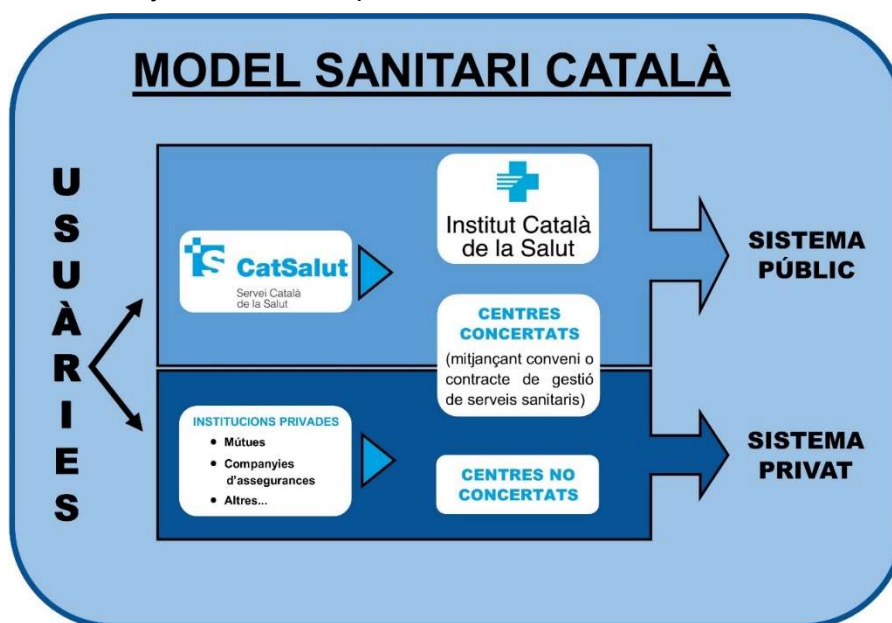 MODEL SANITARI CATALÀ
USUÀRIES
CatSalut
Servei Català
de la Salut
Institut Català
de la Salut
CENTRES
CONCERTATS
(mitjançant conveni o
contracte de gestió
de serveis sanitaris)
SISTEMA
PÚBLIC
INSTITUCIONS PRIVADES
• Mútues
• Companyies
d'assegurances
• Altres...
CENTRES NO
CONCERTATS
SISTEMA
PRIVAT